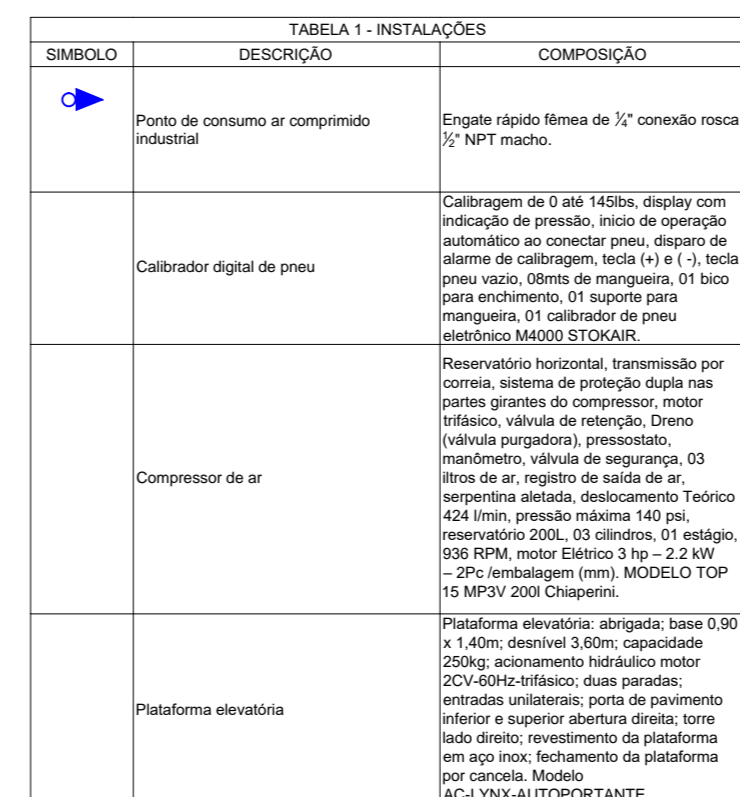 TABELA 1 - INSTALAÇÕES
SIMBOLO DESCRIÇÃO COMPOSIÇÃO
Ponto de consumo ar comprimido
industrial
Engate rápido fêmea de ¼" conexão rosca
½" NPT macho.
Calibrador digital de pneu
Calibragem de 0 até 145lbs, display com
indicação de pressão, inicio de operação
automático ao conectar pneu, disparo de
alarme de calibragem, tecla (+) e ( -), tecla
pneu vazio, 08mts de mangueira, 01 bico
para enchimento, 01 suporte para
mangueira, 01 calibrador de pneu
eletrônico M4000 STOKAIR.
Compressor de ar
Reservatório horizontal, transmissão por
correia, sistema de proteção dupla nas
partes girantes do compressor, motor
trifásico, válvula de retenção, Dreno
(válvula purgadora), pressostato,
manômetro, válvula de segurança, 03
iltros de ar, registro de saída de ar,
serpentina aletada, deslocamento Teórico
424 l/min, pressão máxima 140 psi,
reservatório 200L, 03 cilindros, 01 estágio,
936 RPM, motor Elétrico 3 hp – 2.2 kW
– 2Pc /embalagem (mm). MODELO TOP
15 MP3V 200l Chiaperini.
Plataforma elevatória
Plataforma elevatória: abrigada; base 0,90
x 1,40m; desnível 3,60m; capacidade
250kg; acionamento hidráulico motor
2CV-60Hz-trifásico; duas paradas;
entradas unilaterais; porta de pavimento
inferior e superior abertura direita; torre
lado direito; revestimento da plataforma
em aço inox; fechamento da plataforma
por cancela. Modelo
AC-LYNX-AUTOPORTANTE